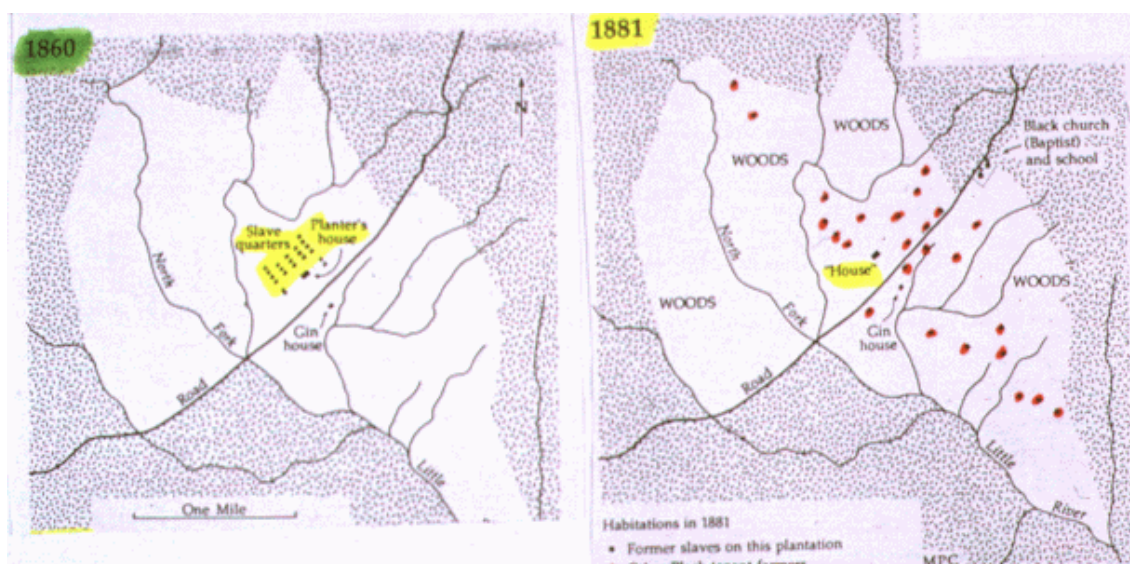 1860
N
Slave
quarters
Planter's
house
North
Fork
Gin
house
Road
Little
One Mile
1881
WOODS
WOODS
Black church
(Baptist)
and school
North
"House"
WOODS
WOODS
Fork
Gin
house
Road
Little
River
Habitations in 1881
• Former slaves on this plantation
MPC